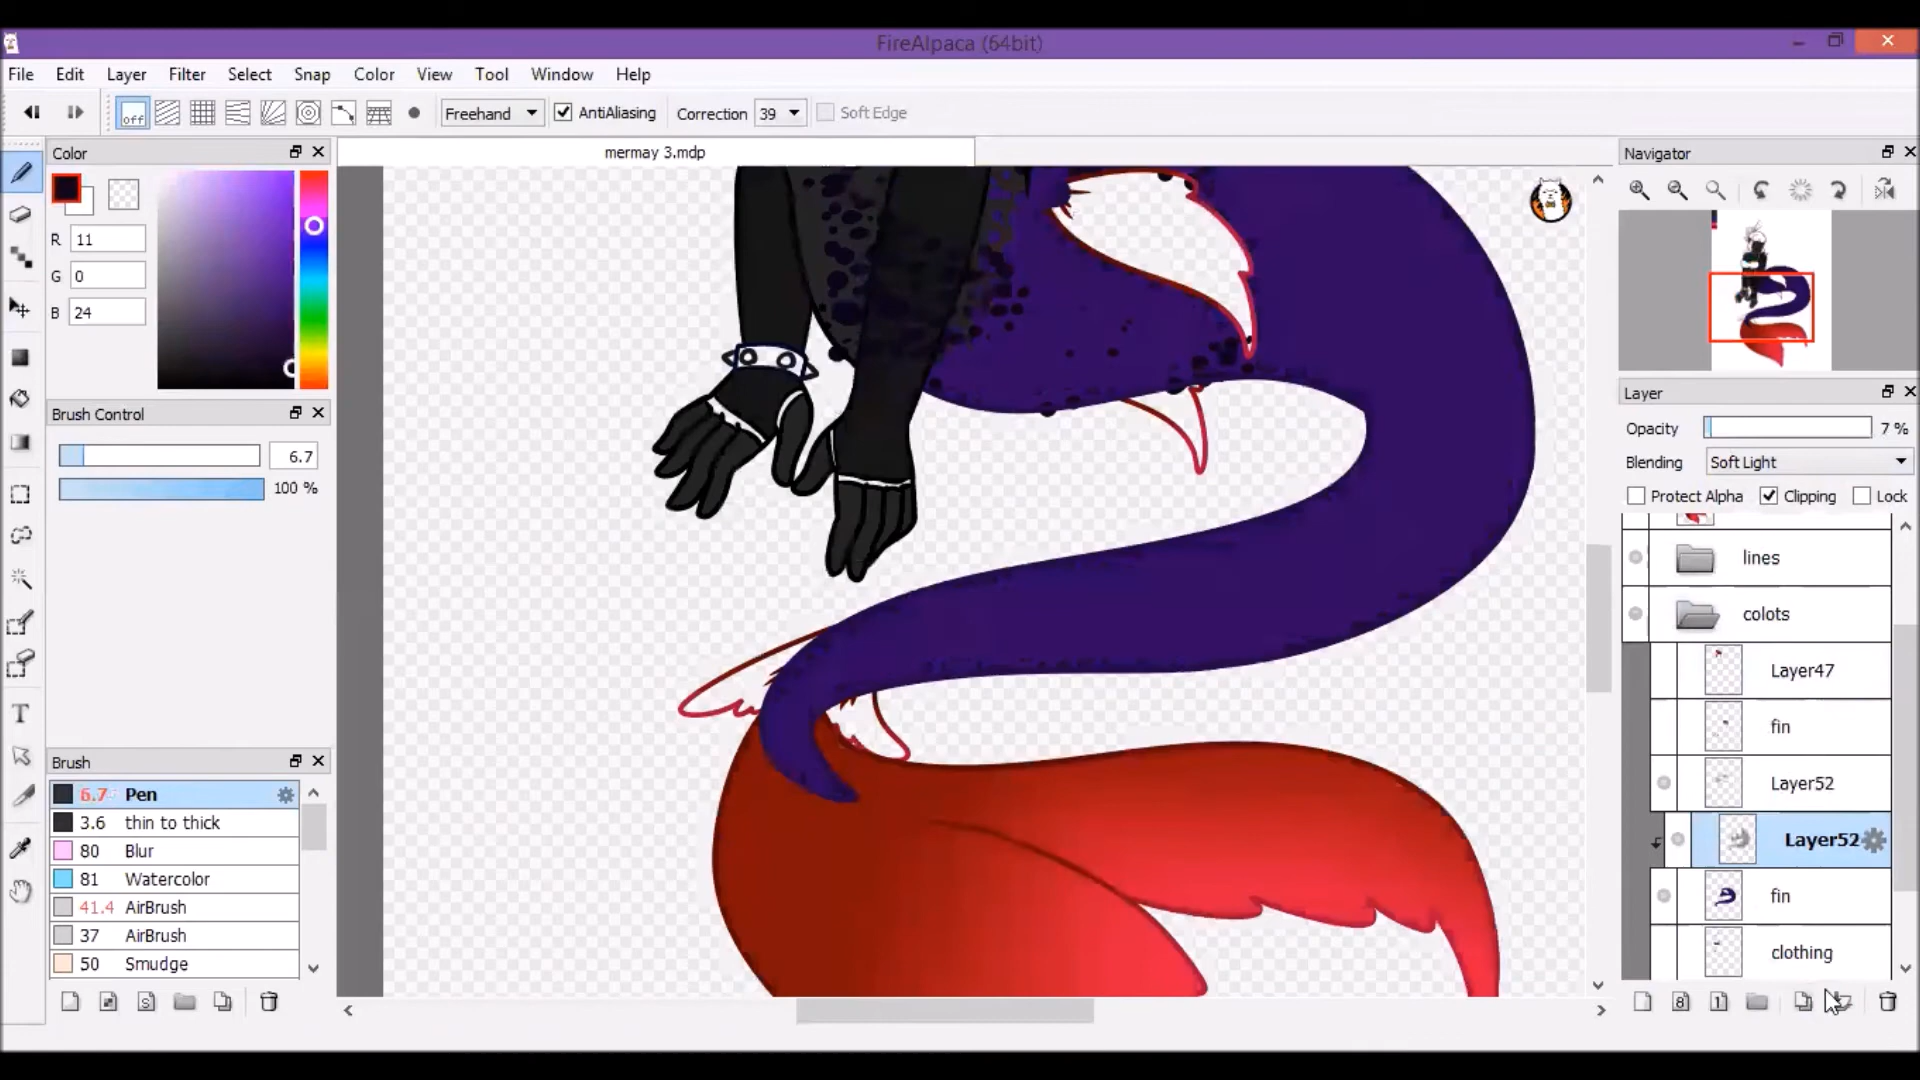 FireAlpaca (64bit)
File Edit Layer Filter Select Snap Color View Tool Window Help
off Freehand AntiAliasing Correction 39 Soft Edge
Color
mermay 3.mdp
Navigator
R 11
G 0
B 24
Layer
Brush Control
Opacity 7 %
6.7
Blending Soft Light
100 %
Protect Alpha Clipping Lock
lines
colots
Layer47
fin
Brush
Layer52
6.7 Pen
3.6 thin to thick
Layer52
80 Blur
81 Watercolor
fin
41.4 AirBrush
37 AirBrush
clothing
50 Smudge